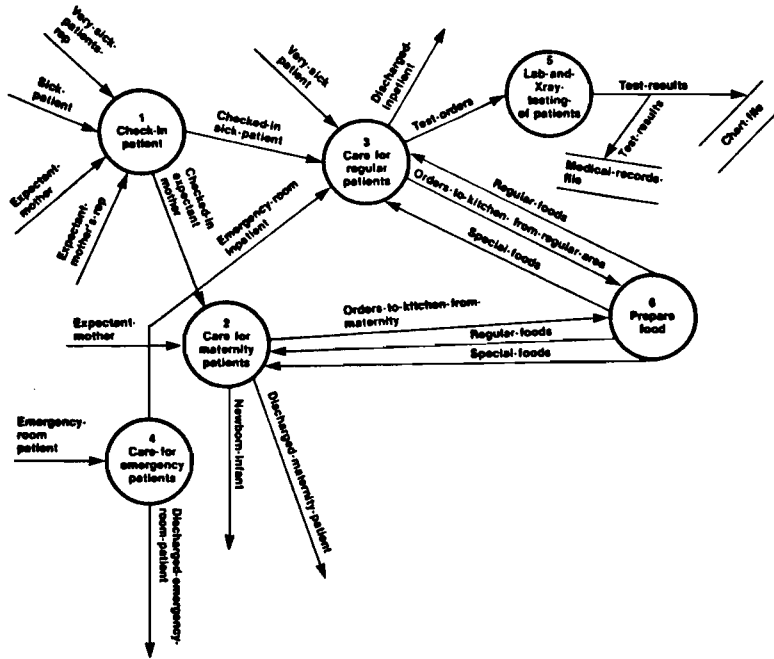 Very-sick-
patients-
rep
Sick-
patient
Expectant-
mother
Expectant-
mother's-rep
1
Check-in
patient
Checked-in
sick-patient
Checked-in
expectant
mother
Very-sick
patient
Discharged-
inpatient
3
Care for
regular
patients
Test-orders
5
Lab-and-
Xray-
testing-
of patients
Test-results
Test-results
Chart-file
Medical-records-
file
Emergency-room
inpatient
Regular-foods
Orders-to-kitchen-from-regular-area
Special-foods
6
Prepare
food
Expectant-
mother
2
Care for
maternity
patients
Orders-to-kitchen-from-
maternity
Regular-foods
Special-foods
Newborn-infant
Discharged-maternity-patient
Emergency-
room
patient
4
Care-for
emergency
patients
Discharged-emergency-
room-patient